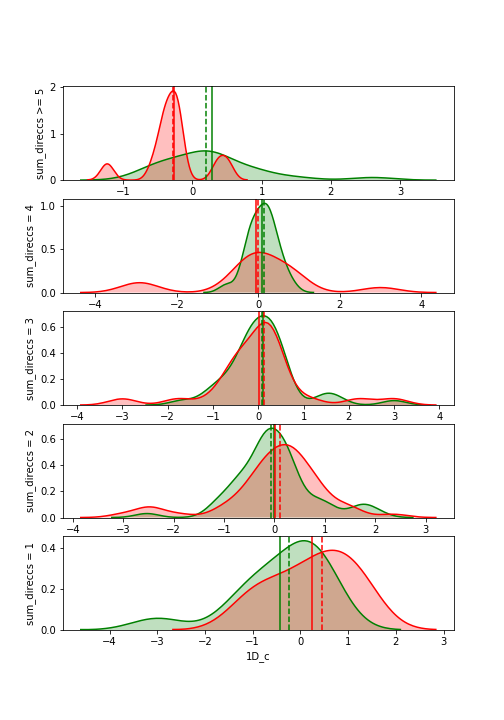 sum_direccs >= 5
2
1
0
−1 0 1 2 3
sum_direccs = 4
1.0
0.5
0.0
−4 −2 0 2 4
sum_direccs = 3
0.6
0.4
0.2
0.0
−4 −3 −2 −1 0 1 2 3 4
sum_direccs = 2
0.6
0.4
0.2
0.0
−4 −3 −2 −1 0 1 2 3
sum_direccs = 1
0.4
0.2
0.0
−4 −3 −2 −1 0 1 2 3
1D_c